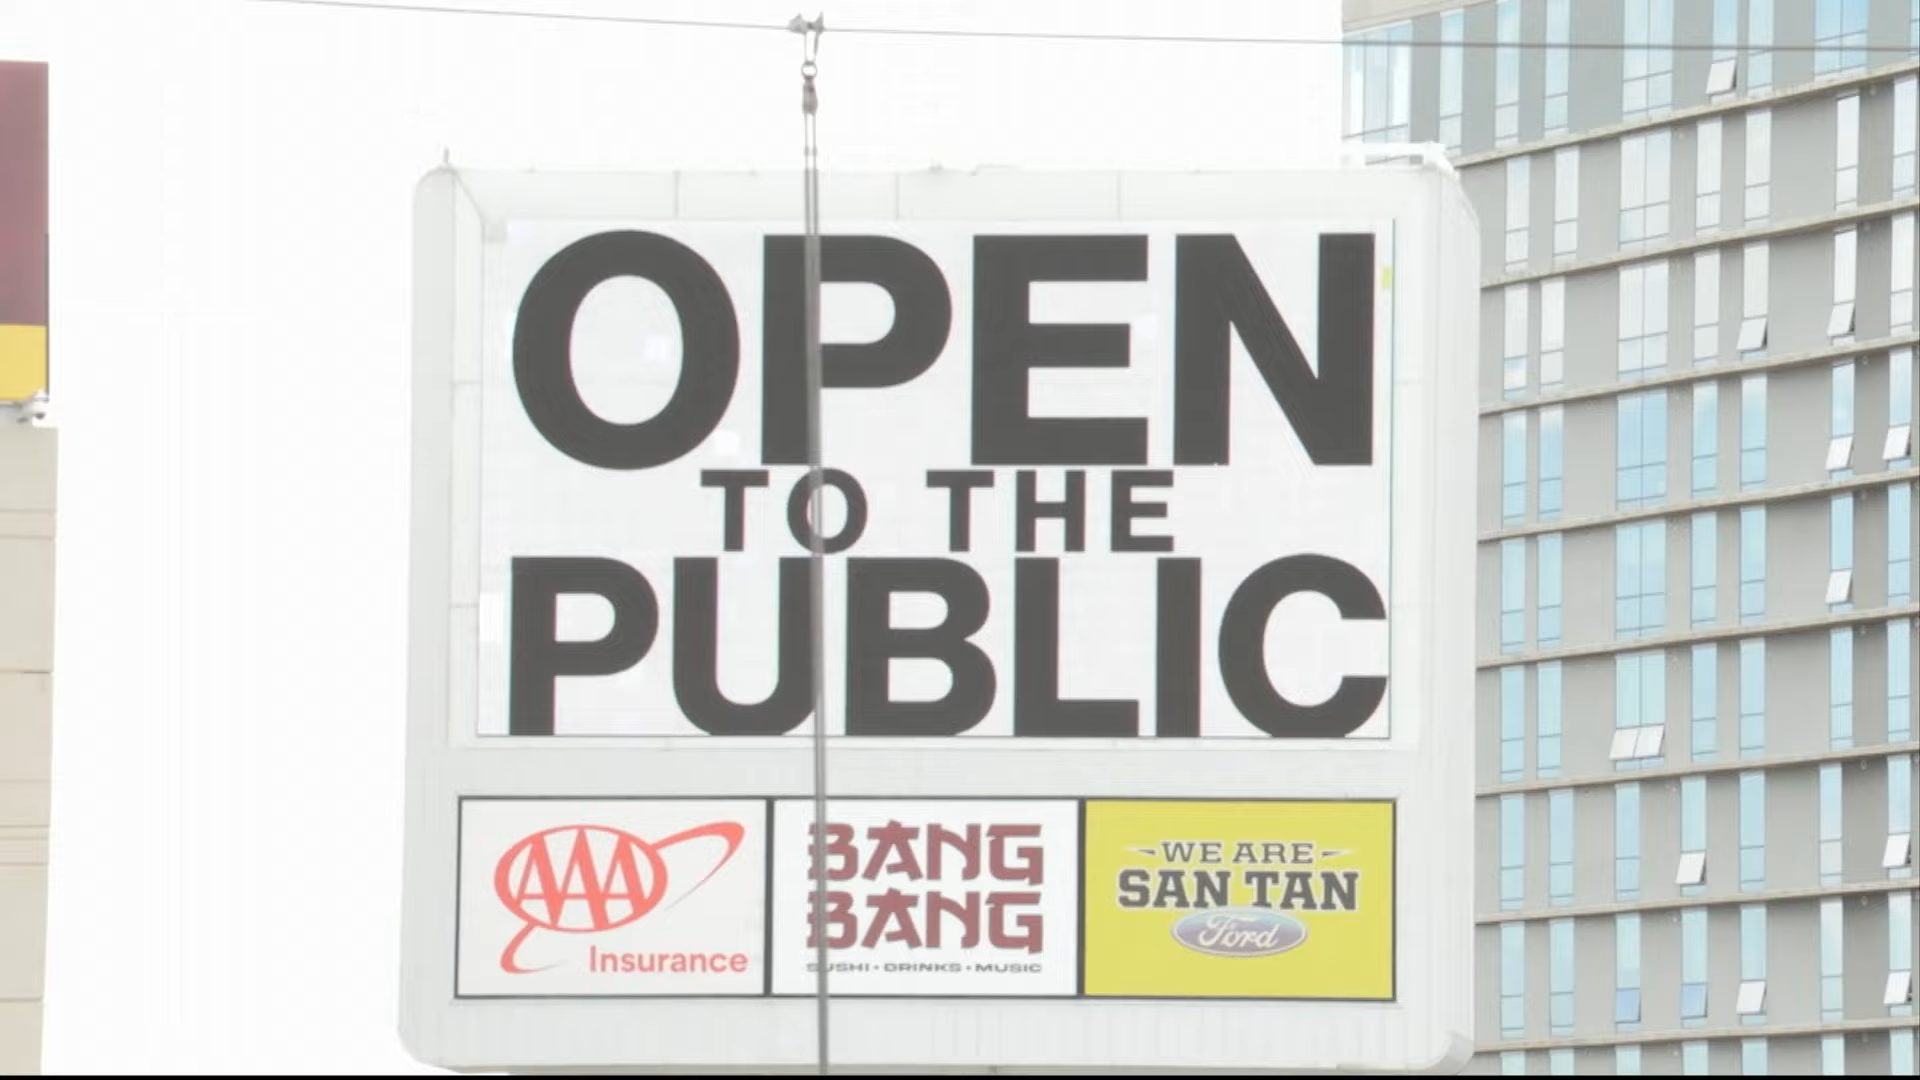 OPEN
TO THE
PUBLIC
AAA
Insurance
BANG
BANG
SUSHI • DRINKS • MUSIC
WE ARE
SAN TAN
Ford